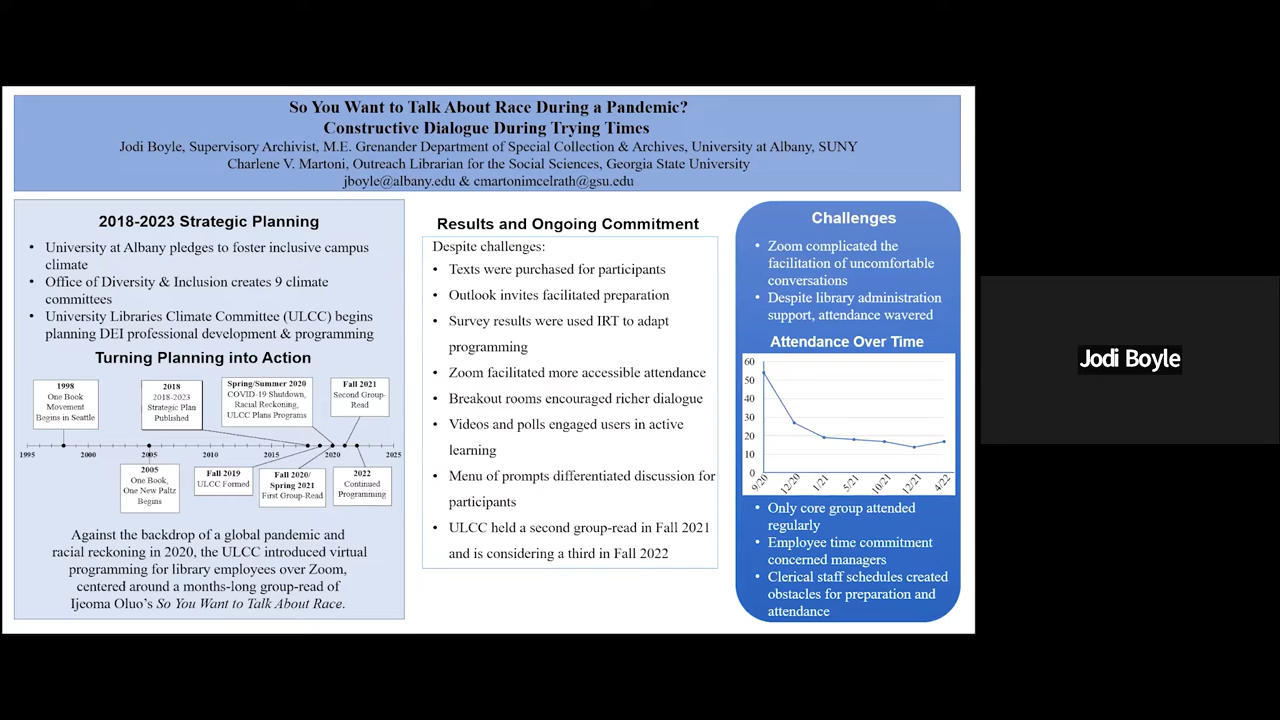 So You Want to Talk About Race During a Pandemic?
Constructive Dialogue During Trying Times
Jodi Boyle, Supervisory Archivist, M.E. Grenander Department of Special Collection & Archives, University at Albany, SUNY
Charlene V. Martoni, Outreach Librarian for the Social Sciences, Georgia State University
jboyle@albany.edu & cmartonimcelrath@gsu.edu
2018-2023 Strategic Planning
• University at Albany pledges to foster inclusive campus
climate
• Office of Diversity & Inclusion creates 9 climate
committees
• University Libraries Climate Committee (ULCC) begins
planning DEI professional development & programming
Turning Planning into Action
1998
One Book
Movement
Begins in Seattle
2018
2018-2023
Strategic Plan
Published
Spring/Summer 2020
COVID-19 Shutdown,
Racial Reckoning,
ULCC Plans Programs
Fall 2021
Second Group-
Read
1995 2000 2005 2010 2015 2020 2025
2005
One Book,
One New Paltz
Begins
Fall 2019
ULCC Formed
Fall 2020/
Spring 2021
First Group-Read
2022
Continued
Programming
Against the backdrop of a global pandemic and
racial reckoning in 2020, the ULCC introduced virtual
programming for library employees over Zoom,
centered around a months-long group-read of
Ijeoma Oluo's So You Want to Talk About Race.
Results and Ongoing Commitment
Despite challenges:
• Texts were purchased for participants
• Outlook invites facilitated preparation
• Survey results were used IRT to adapt
programming
• Zoom facilitated more accessible attendance
• Breakout rooms encouraged richer dialogue
• Videos and polls engaged users in active
learning
• Menu of prompts differentiated discussion for
participants
• ULCC held a second group-read in Fall 2021
and is considering a third in Fall 2022
Challenges
• Zoom complicated the
facilitation of uncomfortable
conversations
• Despite library administration
support, attendance wavered
Attendance Over Time
60
50
40
30
20
10
0
9/20 12/20 1/21 5/21 10/21 12/21 4/22
• Only core group attended
regularly
• Employee time commitment
concerned managers
• Clerical staff schedules created
obstacles for preparation and
attendance
Jodi Boyle